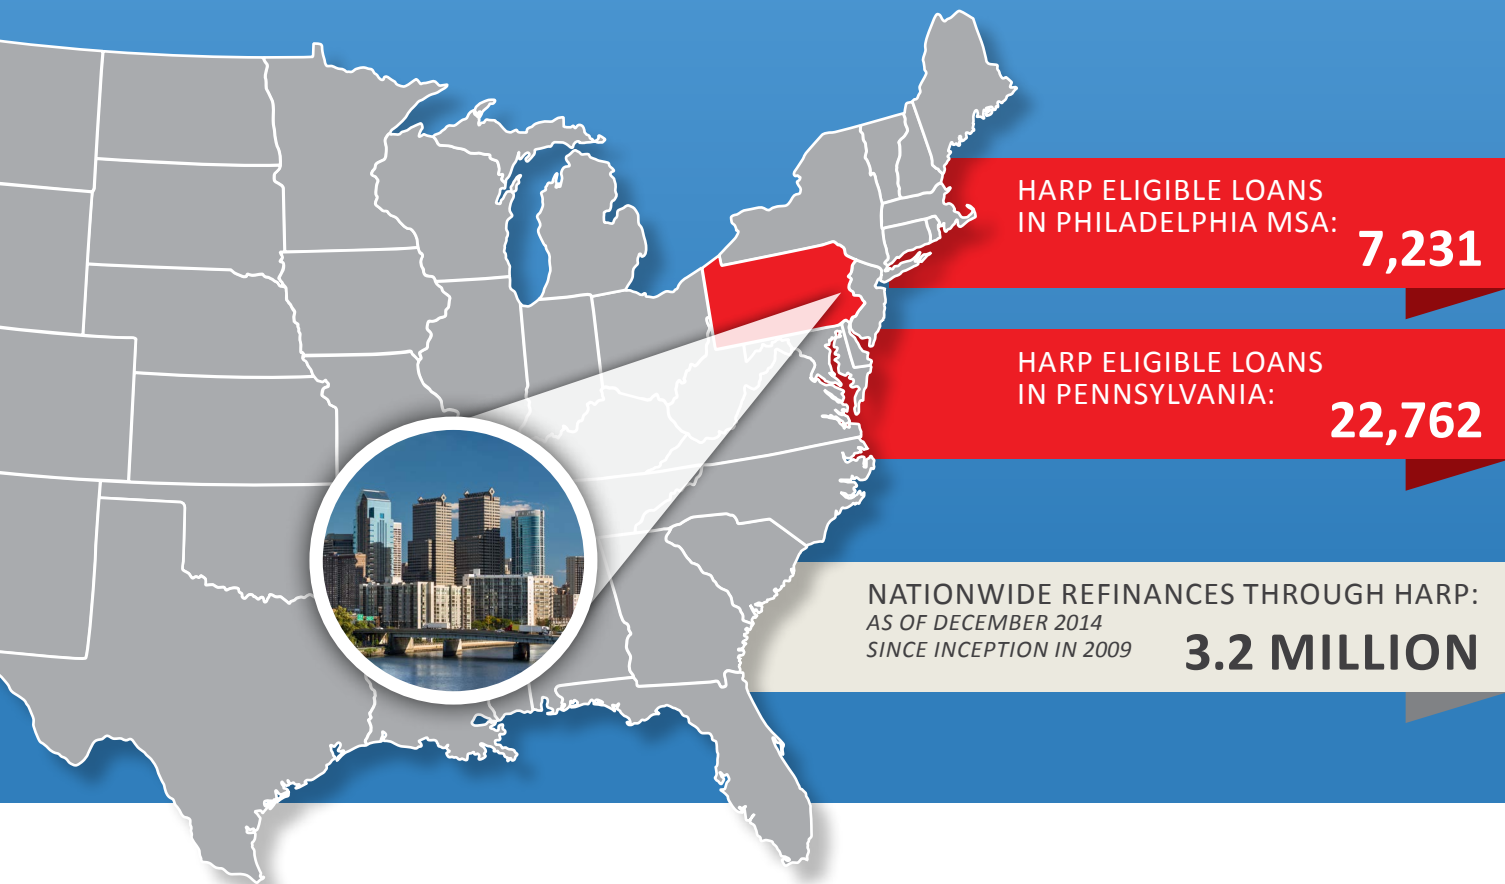 HARP ELIGIBLE LOANS
IN PHILADELPHIA MSA:
7,231
HARP ELIGIBLE LOANS
IN PENNSYLVANIA:
22,762
NATIONWIDE REFINANCES THROUGH HARP:
AS OF DECEMBER 2014
SINCE INCEPTION IN 2009
3.2 MILLION